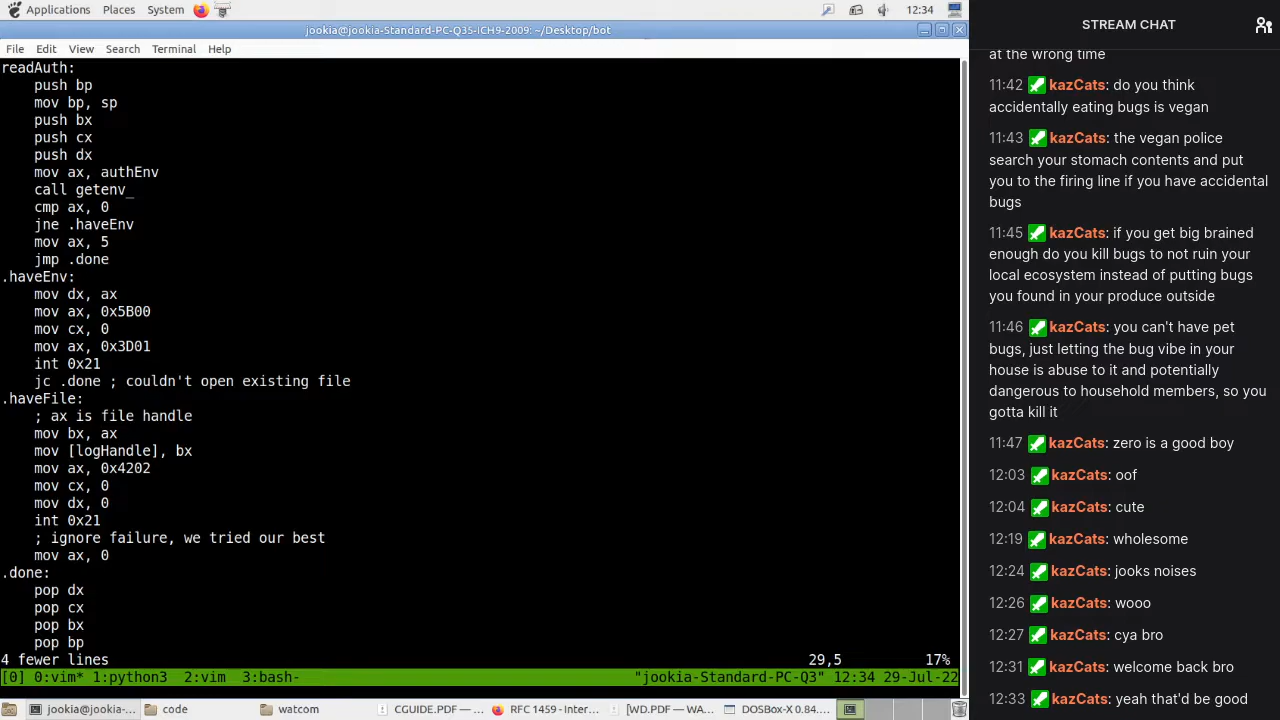 Applications Places System 12:34
jookia@jookia-Standard-PC-Q35-ICH9-2009: ~/Desktop/bot
File Edit View Search Terminal Help
readAuth:
push bp
mov bp, sp
push bx
push cx
push dx
mov ax, authEnv
call getenv_
cmp ax, 0
jne .haveEnv
mov ax, 5
jmp .done
.haveEnv:
mov dx, ax
mov ax, 0x5B00
mov cx, 0
mov ax, 0x3D01
int 0x21
jc .done ; couldn't open existing file
.haveFile:
; ax is file handle
mov bx, ax
mov [logHandle], bx
mov ax, 0x4202
mov cx, 0
mov dx, 0
int 0x21
; ignore failure, we tried our best
mov ax, 0
.done:
pop dx
pop cx
pop bx
pop bp
4 fewer lines 29,5 17%
[0] 0:vim* 1:python3 2:vim 3:bash- "jookia-Standard-PC-Q3" 12:34 29-Jul-22
jookia@jookia-... code watcom CGUIDE.PDF — ... RFC 1459 - Inter... [WD.PDF — WA... DOSBox-X 0.84....
STREAM CHAT
at the wrong time
11:42 kazCats: do you think
accidentally eating bugs is vegan
11:43 kazCats: the vegan police
search your stomach contents and put
you to the firing line if you have accidental
bugs
11:45 kazCats: if you get big brained
enough do you kill bugs to not ruin your
local ecosystem instead of putting bugs
you found in your produce outside
11:46 kazCats: you can't have pet
bugs, just letting the bug vibe in your
house is abuse to it and potentially
dangerous to household members, so you
gotta kill it
11:47 kazCats: zero is a good boy
12:03 kazCats: oof
12:04 kazCats: cute
12:19 kazCats: wholesome
12:24 kazCats: jooks noises
12:26 kazCats: wooo
12:27 kazCats: cya bro
12:31 kazCats: welcome back bro
12:33 kazCats: yeah that'd be good